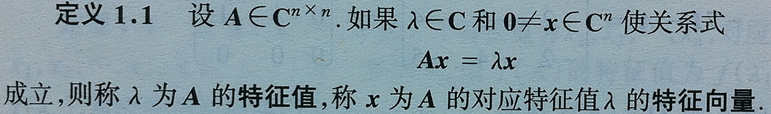 定义 1.1 设 A∈C^{n×n}.如果 λ∈C 和 0≠x∈C^n 使关系式
Ax = λx
成立,则称 λ 为 A 的特征值,称 x 为 A 的对应特征值 λ 的特征向量.